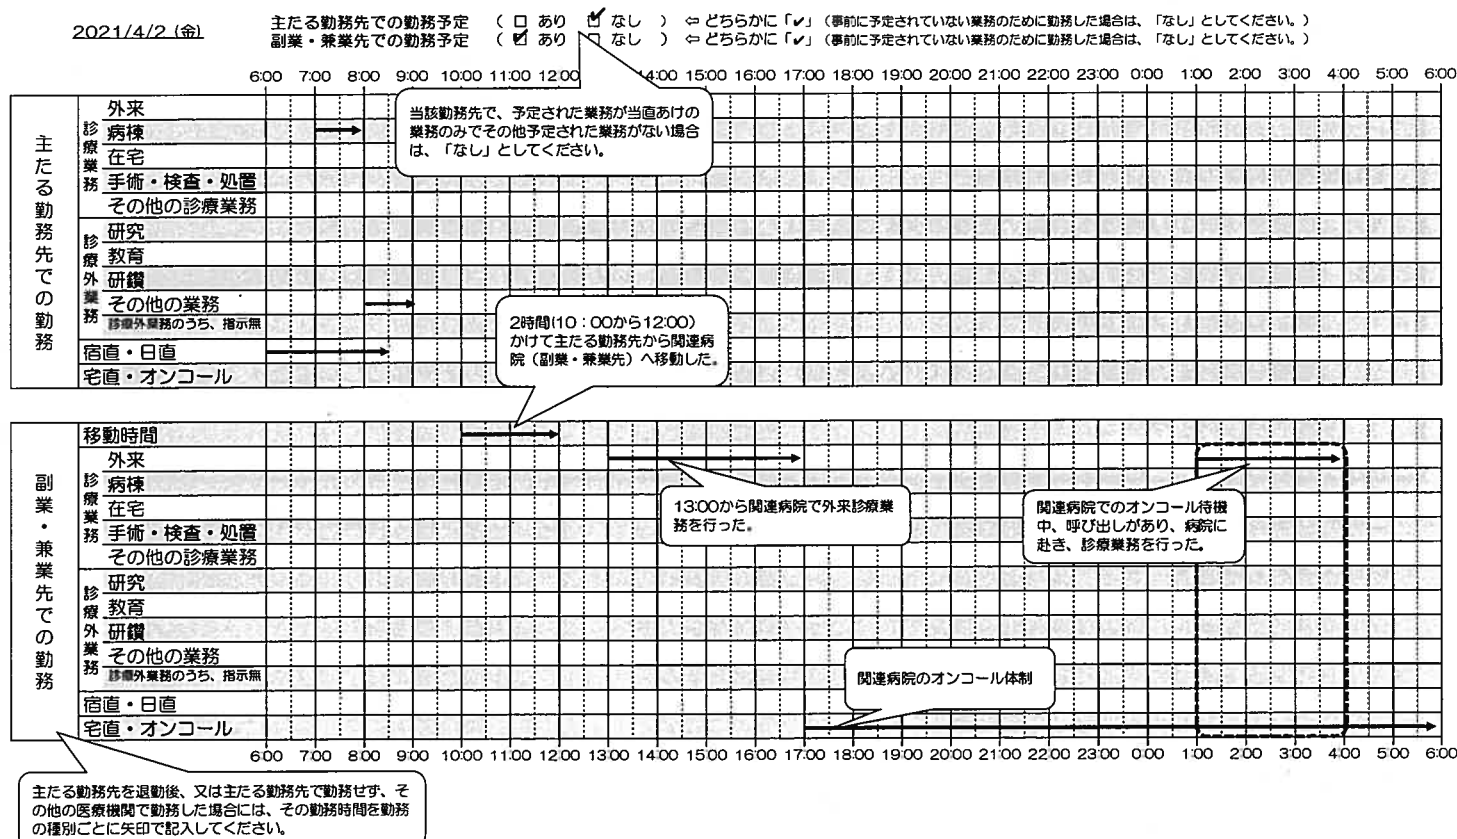 2021/4/2（金）
主たる勤務先での勤務予定 （ □ あり ☑ なし ） ⇦ どちらかに「✔」（事前に予定されていない業務のために勤務した場合は、「なし」としてください。）
副業・兼業先での勤務予定 （ ☑ あり □ なし ） ⇦ どちらかに「✔」（事前に予定されていない業務のために勤務した場合は、「なし」としてください。）
6:00 7:00 8:00 9:00 10:00 11:00 12:00 14:00 15:00 16:00 17:00 18:00 19:00 20:00 21:00 22:00 23:00 0:00 1:00 2:00 3:00 4:00 5:00 6:00
当該勤務先で、予定された業務が当直あけの
業務のみでその他予定された業務がない場合
は、「なし」としてください。
主たる勤務先での勤務
診療業務
外来
病棟
在宅
手術・検査・処置
その他の診療業務
診療外業務
研究
教育
研鑽
その他の業務
診療外業務のうち、指示無
宿直・日直
宅直・オンコール
2時間(10：00から12:00)
かけて主たる勤務先から関連病
院（副業・兼業先）へ移動した。
副業・兼業先での勤務
移動時間
診療業務
外来
病棟
在宅
手術・検査・処置
その他の診療業務
診療外業務
研究
教育
研鑽
その他の業務
診療外業務のうち、指示無
宿直・日直
宅直・オンコール
13:00から関連病院で外来診療業
務を行った。
関連病院でのオンコール待機
中、呼び出しがあり、病院に
赴き、診療業務を行った。
関連病院のオンコール体制
6:00 7:00 8:00 9:00 10:00 11:00 12:00 13:00 14:00 15:00 16:00 17:00 18:00 19:00 20:00 21:00 22:00 23:00 0:00 1:00 2:00 3:00 4:00 5:00 6:00
主たる勤務先を退勤後、又は主たる勤務先で勤務せず、そ
の他の医療機関で勤務した場合には、その勤務時間を勤務
の種別ごとに矢印で記入してください。